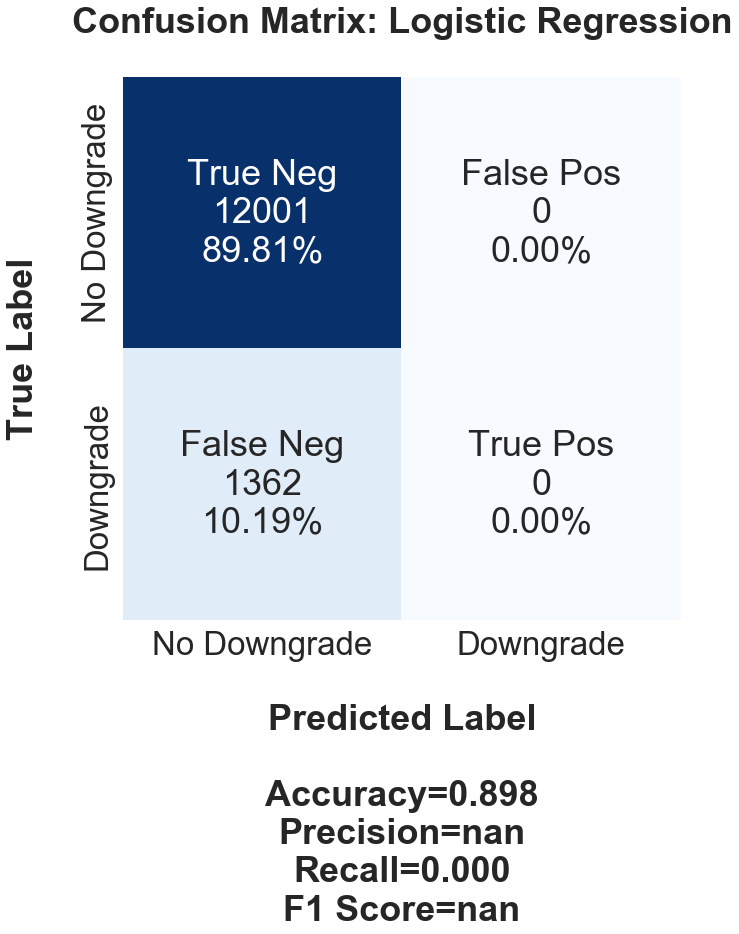 Confusion Matrix: Logistic Regression
True Label
No Downgrade
True Neg
12001
89.81%
False Pos
0
0.00%
Downgrade
False Neg
1362
10.19%
True Pos
0
0.00%
No Downgrade
Downgrade
Predicted Label
Accuracy=0.898
Precision=nan
Recall=0.000
F1 Score=nan